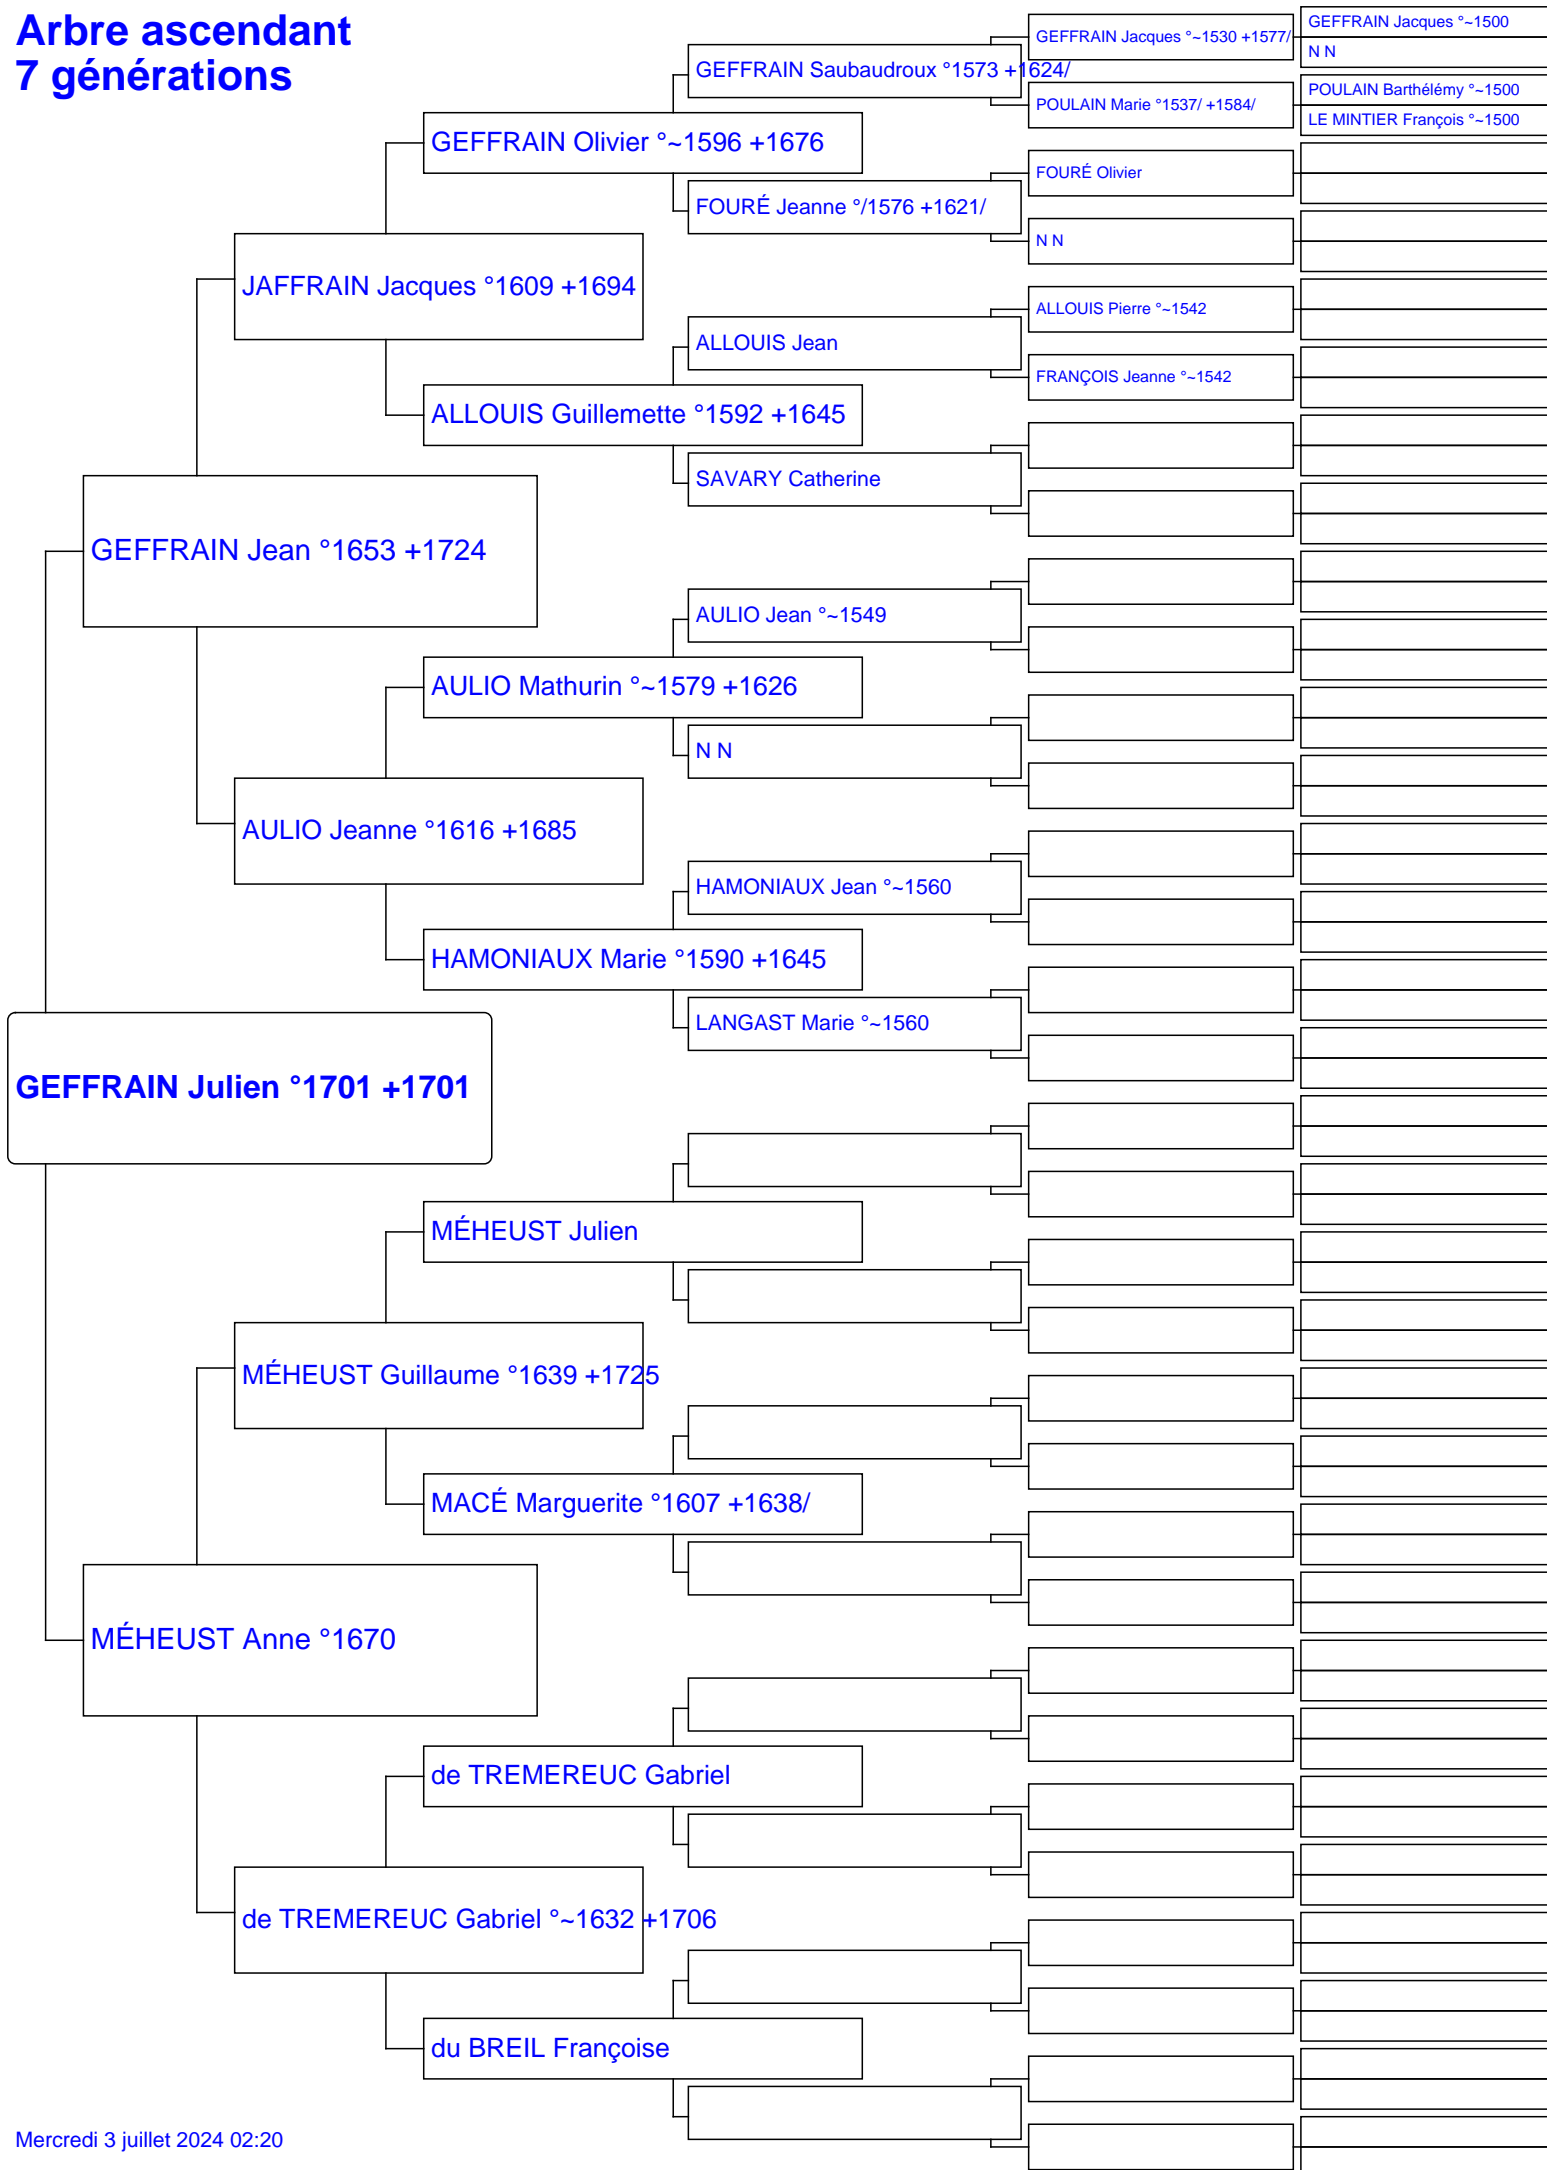 Arbre ascendant
7 générations
GEFFRAIN Jacques °~1500
GEFFRAIN Jacques °~1530 +1577/
N N
GEFFRAIN Saubaudroux °1573 +1624/
POULAIN Barthélémy °~1500
POULAIN Marie °1537/ +1584/
LE MINTIER François °~1500
GEFFRAIN Olivier °~1596 +1676
FOURÉ Olivier
FOURÉ Jeanne °/1576 +1621/
N N
JAFFRAIN Jacques °1609 +1694
ALLOUIS Pierre °~1542
ALLOUIS Jean
FRANÇOIS Jeanne °~1542
ALLOUIS Guillemette °1592 +1645
SAVARY Catherine
GEFFRAIN Jean °1653 +1724
AULIO Jean °~1549
AULIO Mathurin °~1579 +1626
N N
AULIO Jeanne °1616 +1685
HAMONIAUX Jean °~1560
HAMONIAUX Marie °1590 +1645
LANGAST Marie °~1560
GEFFRAIN Julien °1701 +1701
MÉHEUST Julien
MÉHEUST Guillaume °1639 +1725
MACÉ Marguerite °1607 +1638/
MÉHEUST Anne °1670
de TREMEREUC Gabriel
de TREMEREUC Gabriel °~1632 +1706
du BREIL Françoise
Mercredi 3 juillet 2024 02:20